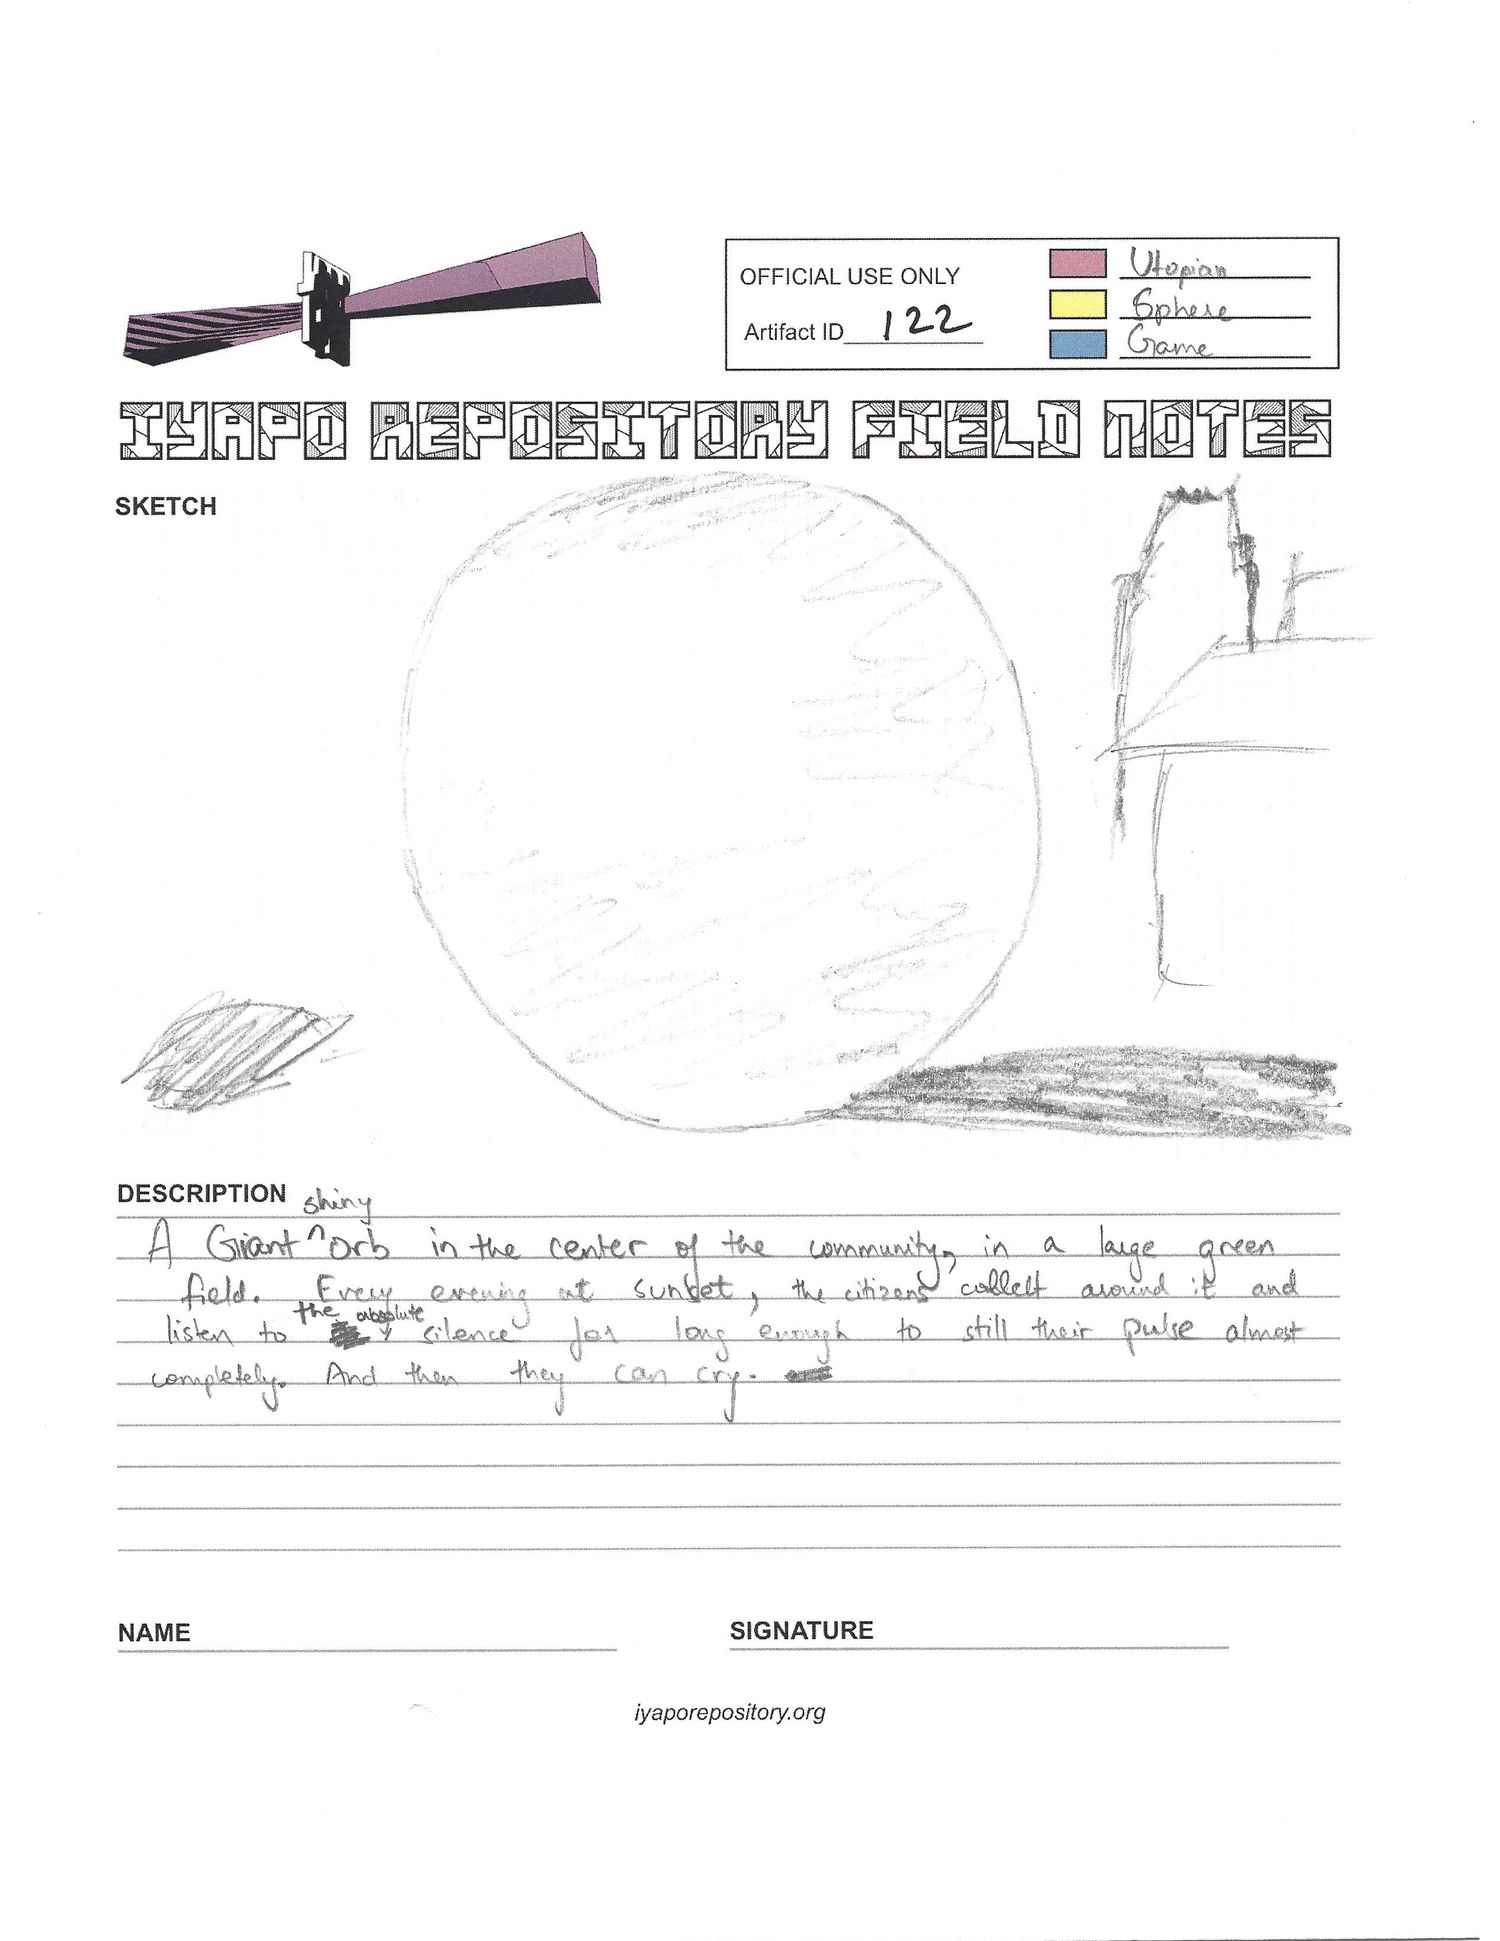 OFFICIAL USE ONLY
Artifact ID 122
Utopian
Sphere
Game
IYAPO REPOSITORY FIELD NOTES
SKETCH
DESCRIPTION
shiny
A Giant ^ orb in the center of the community, in a large green
field. Every evening at sunset, the citizens collect around it and
the absolute
listen to silence for long enough to still their pulse almost
completely. And then they can cry.
NAME
SIGNATURE
iyaporepository.org